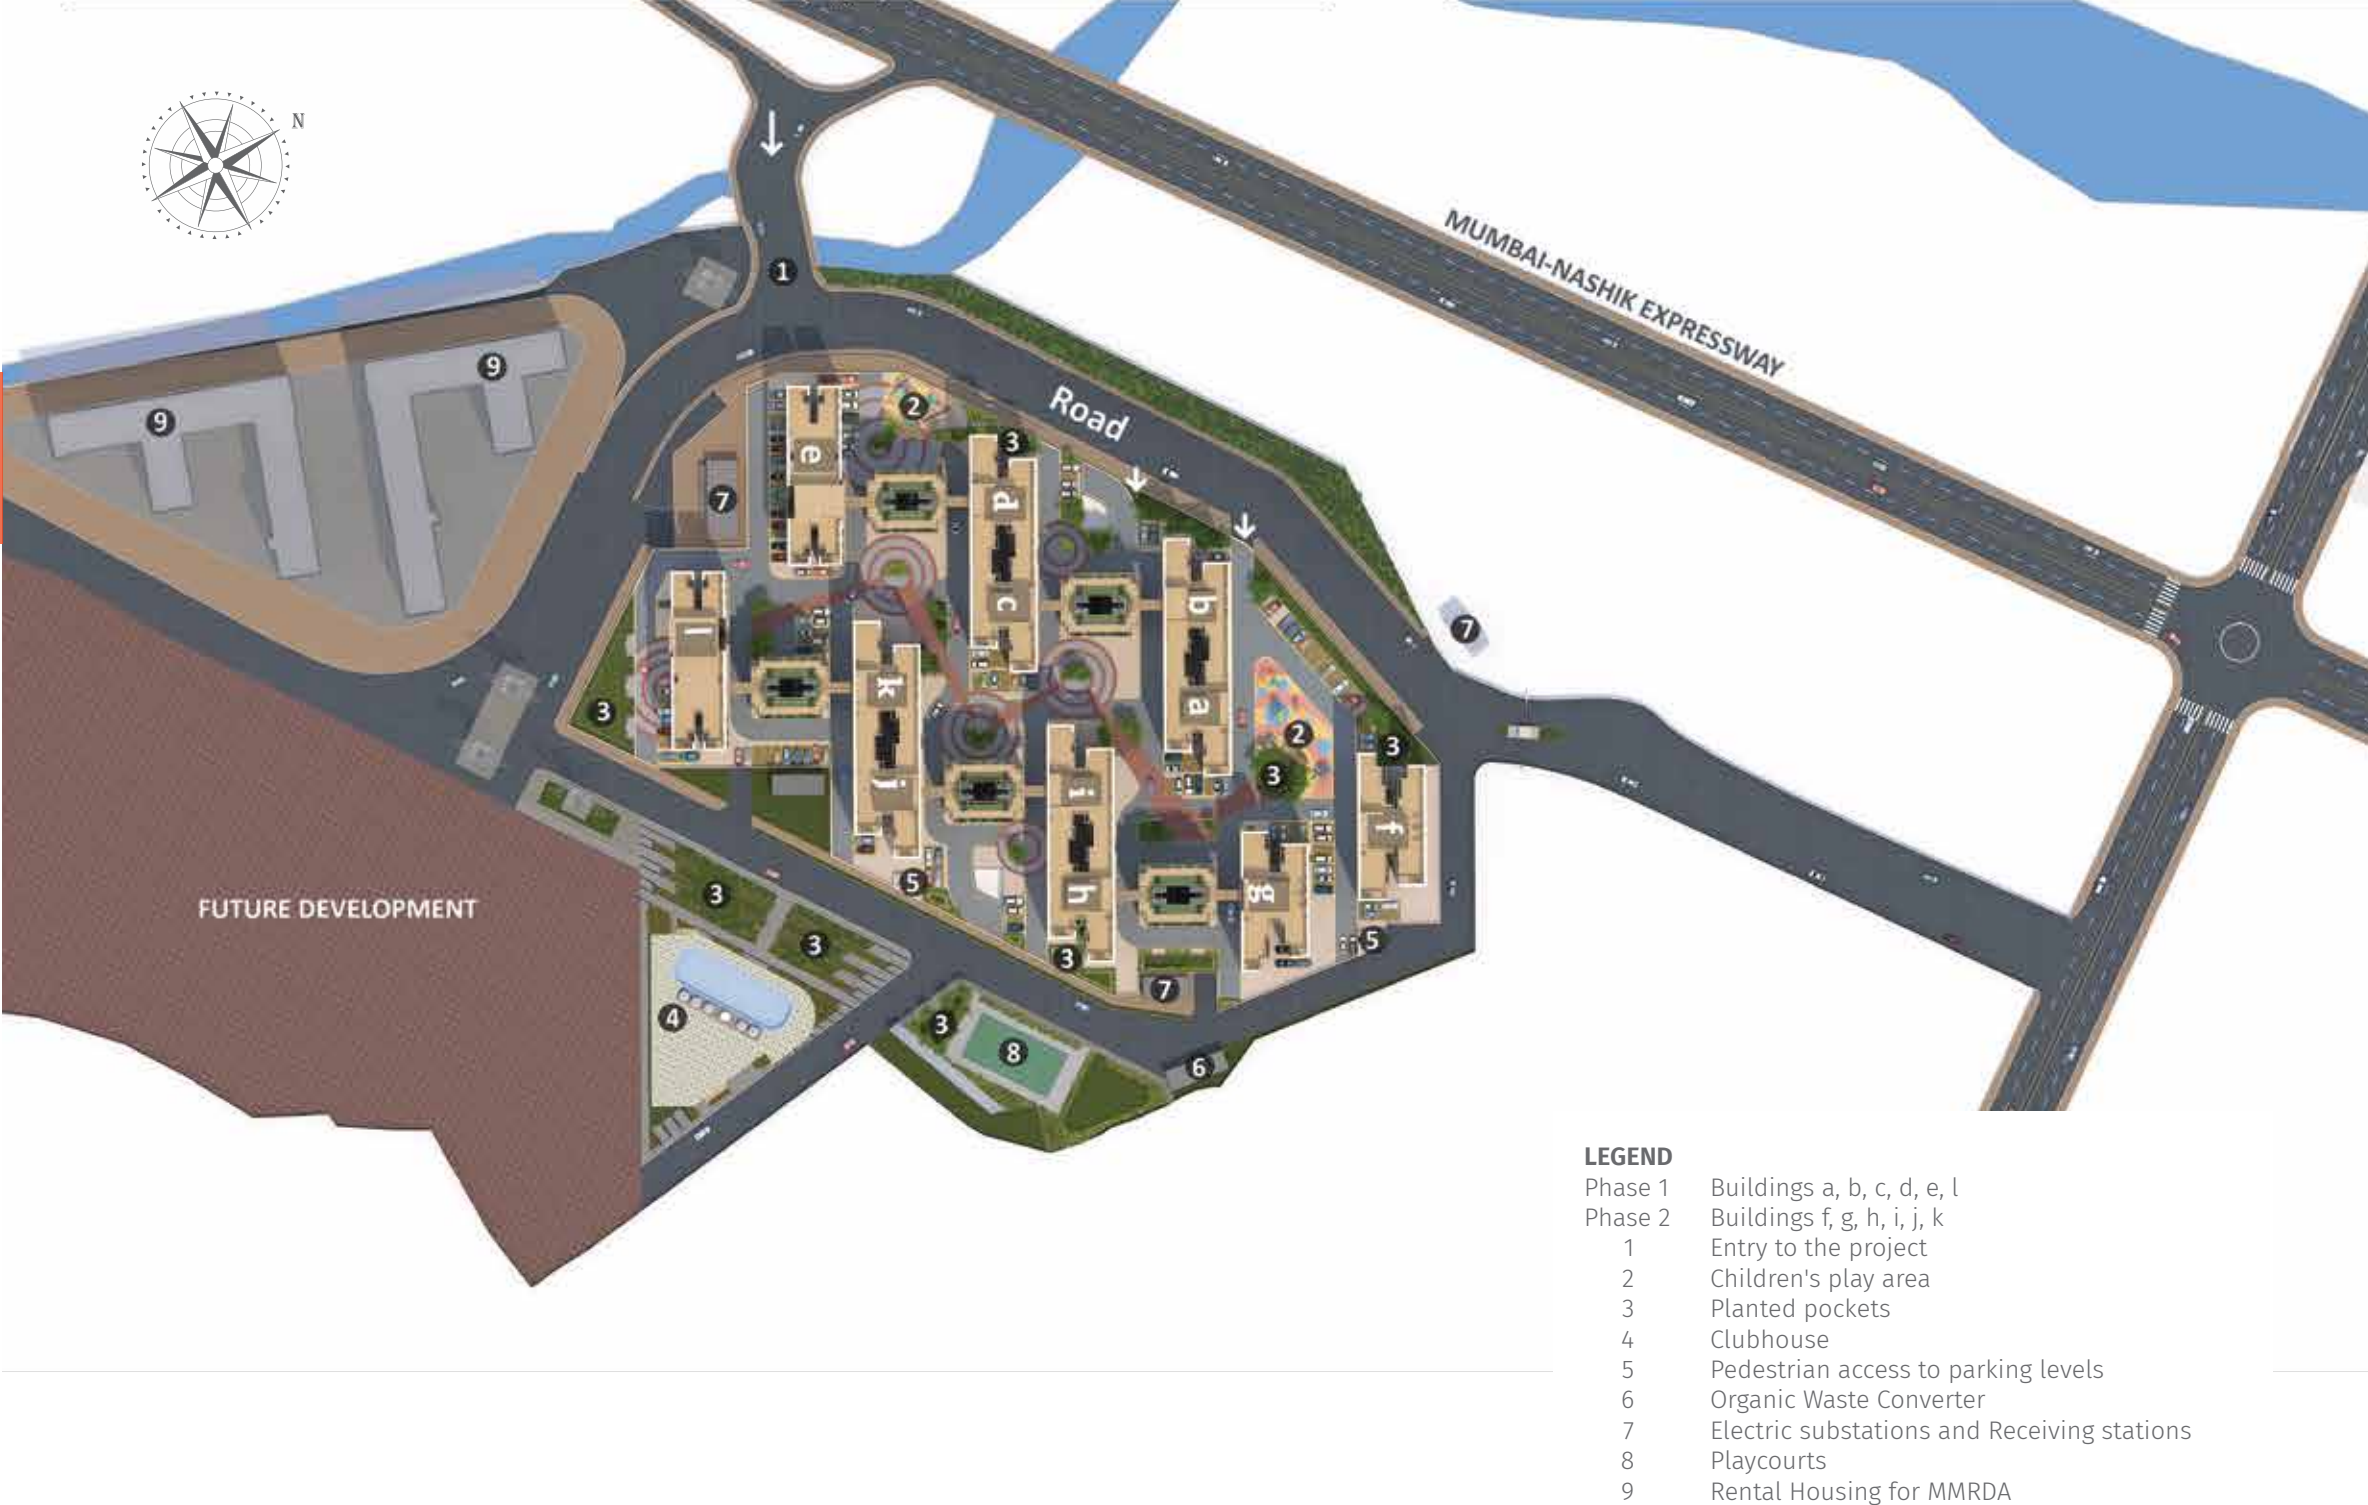 N
MUMBAI-NASHIK EXPRESSWAY
1
Road
9
9
2
3
e
d
7
c
b
7
l
k
3
a
2
3
3
j
i
f
5
3
h
g
FUTURE DEVELOPMENT
3
5
3
7
4
3
8
6
LEGEND
Phase 1 Buildings a, b, c, d, e, l
Phase 2 Buildings f, g, h, i, j, k
1 Entry to the project
2 Children's play area
3 Planted pockets
4 Clubhouse
5 Pedestrian access to parking levels
6 Organic Waste Converter
7 Electric substations and Receiving stations
8 Playcourts
9 Rental Housing for MMRDA